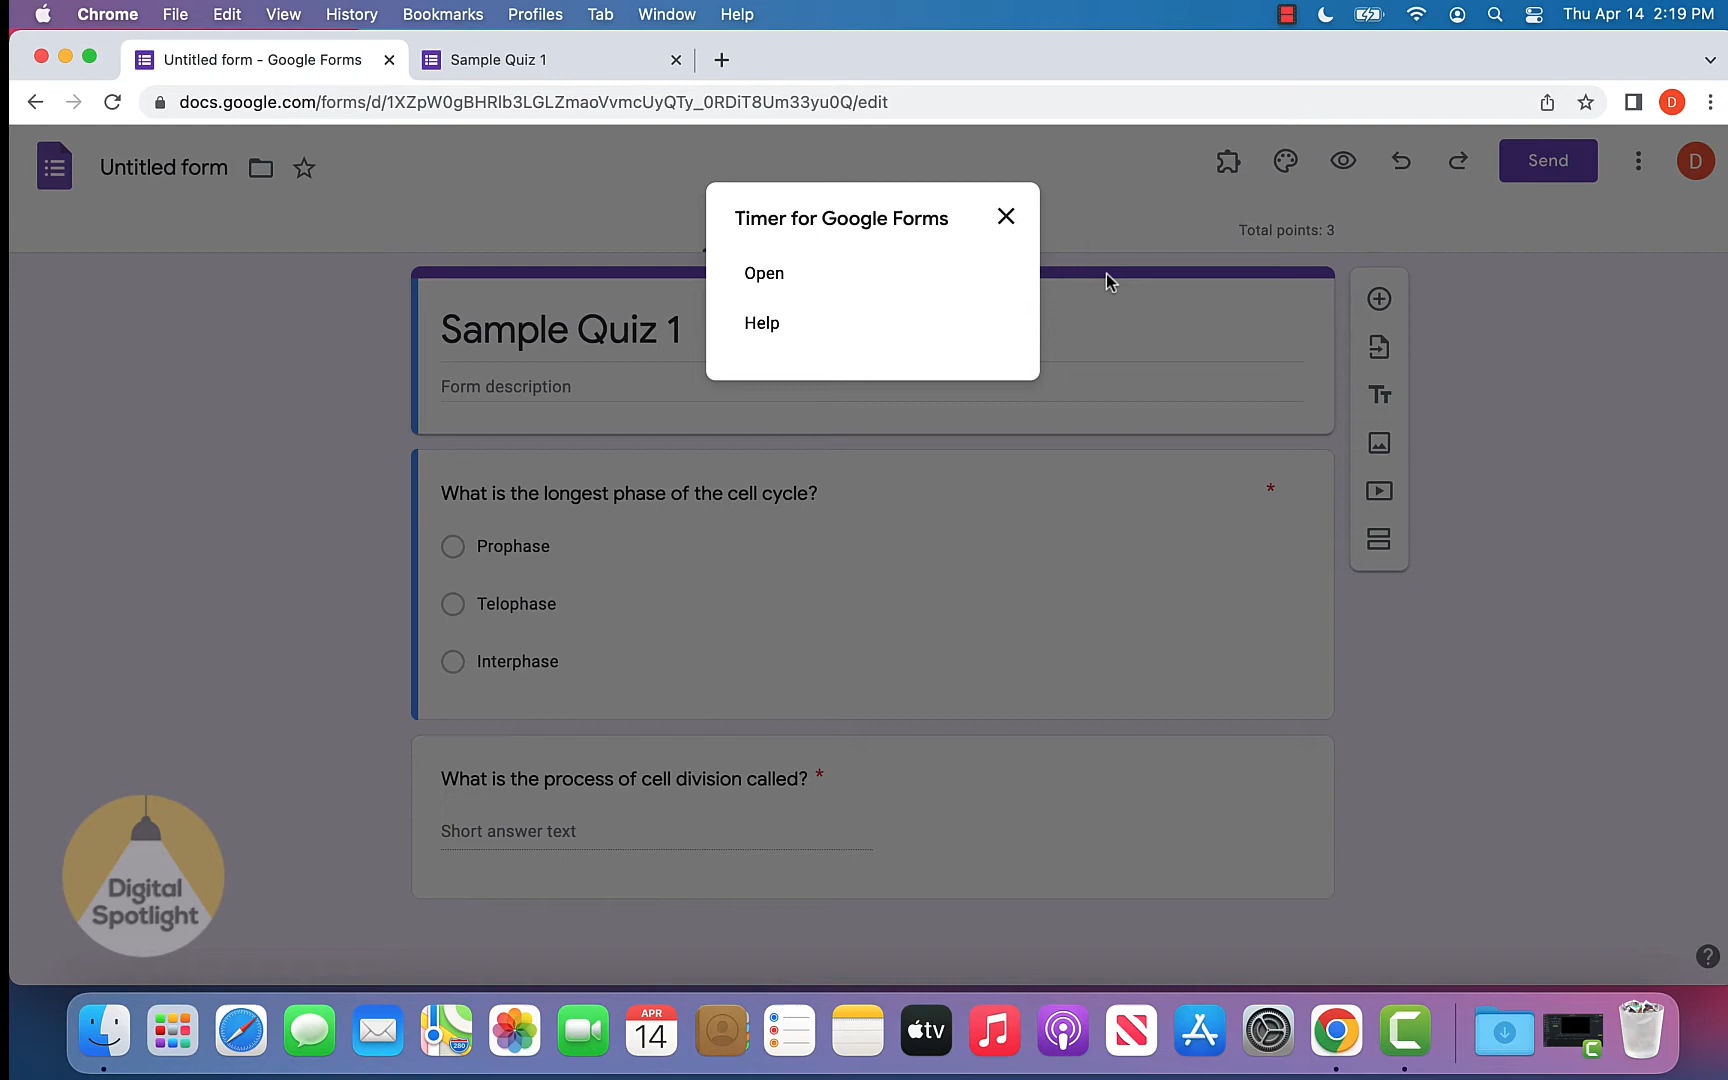 Chrome File Edit View History Bookmarks Profiles Tab Window Help Thu Apr 14 2:19 PM
Untitled form - Google Forms Sample Quiz 1
docs.google.com/forms/d/1XZpW0gBHRlb3LGLZmaoVvmcUyQTy_0RDiT8Um33yu0Q/edit D
Untitled form Send D
Total points: 3
Timer for Google Forms
Open
Help
Sample Quiz 1
Form description
What is the longest phase of the cell cycle? *
Prophase
Telophase
Interphase
What is the process of cell division called? *
Short answer text
Digital
Spotlight
?
280
APR
14
tv